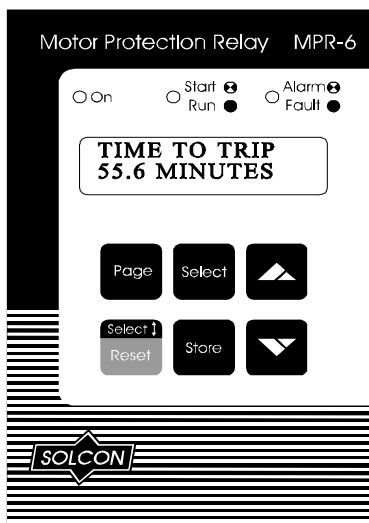 Motor Protection Relay MPR-6
On
Start
Run
Alarm
Fault
TIME TO TRIP
55.6 MINUTES
Page
Select
Select ↕
Reset
Store
SOLCON